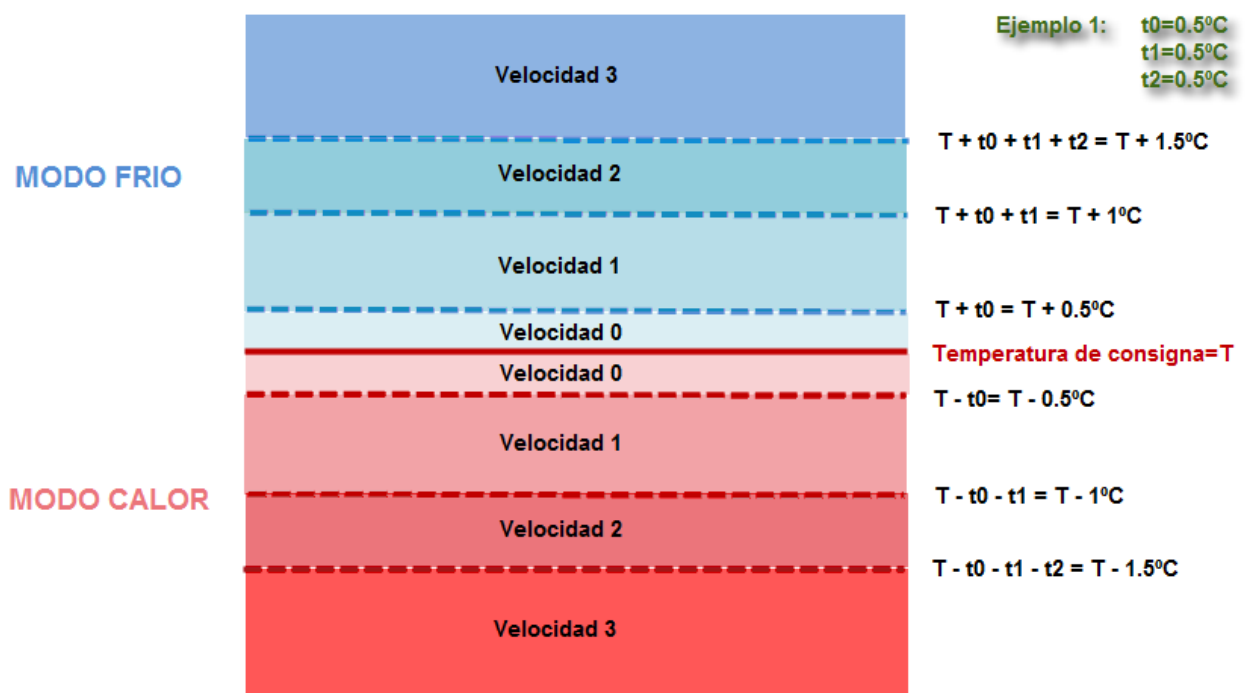 Ejemplo 1: t0=0.5ºC
t1=0.5ºC
t2=0.5ºC
Velocidad 3
T + t0 + t1 + t2 = T + 1.5ºC
MODO FRIO
Velocidad 2
T + t0 + t1 = T + 1ºC
Velocidad 1
T + t0 = T + 0.5ºC
Velocidad 0
Temperatura de consigna=T
Velocidad 0
T - t0= T - 0.5ºC
Velocidad 1
MODO CALOR
T - t0 - t1 = T - 1ºC
Velocidad 2
T - t0 - t1 - t2 = T - 1.5ºC
Velocidad 3